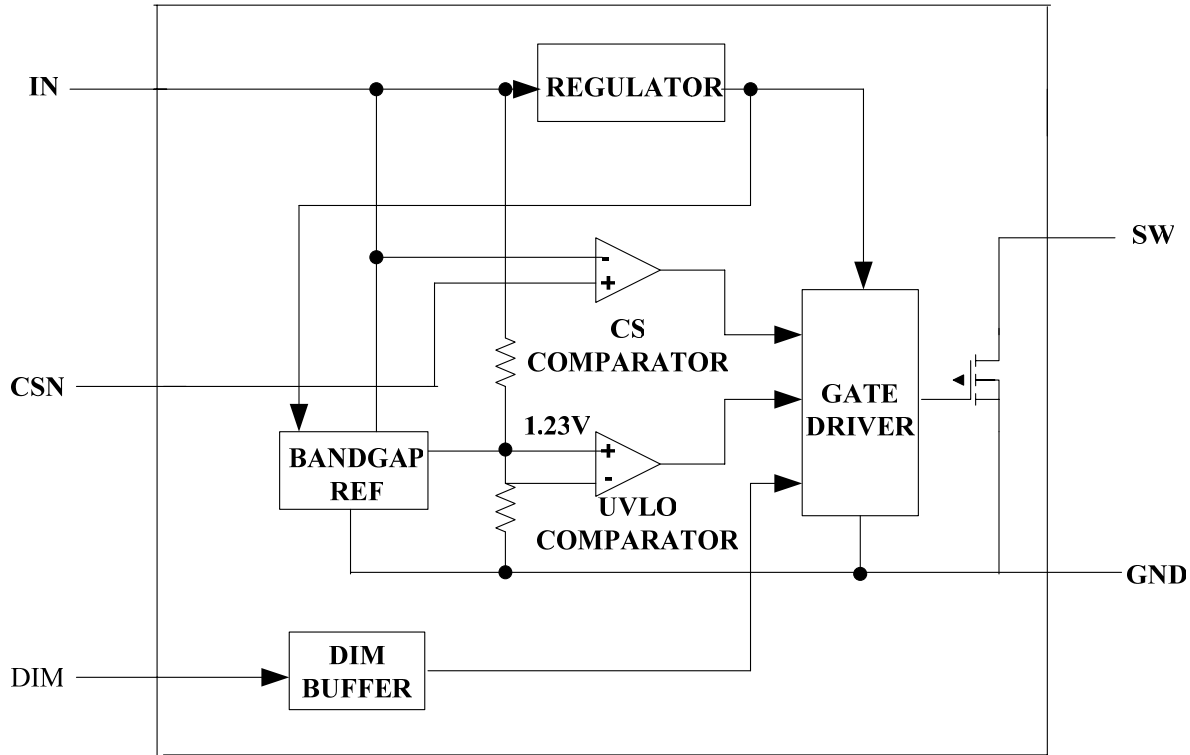 IN
REGULATOR
SW
-
+
CS
COMPARATOR
CSN
GATE
DRIVER
1.23V
BANDGAP
REF
+
-
UVLO
COMPARATOR
GND
DIM
DIM
BUFFER